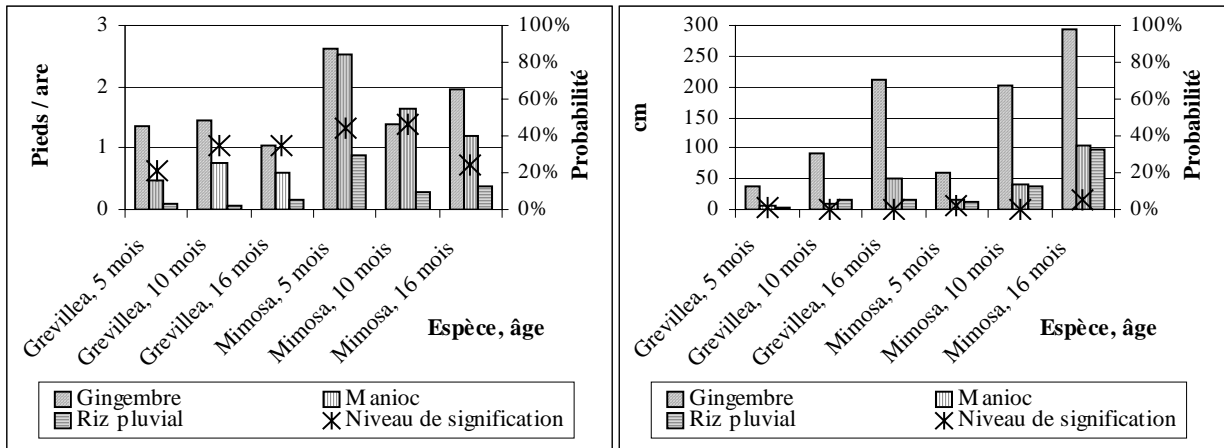 3
2
1
0
Pieds / are
100%
80%
60%
40%
20%
0%
Probabilité
Grevillea, 5 mois
Grevillea, 10 mois
Grevillea, 16 mois
Mimosa, 5 mois
Mimosa, 10 mois
Mimosa, 16 mois
Espèce, âge
Gingembre
Manioc
Riz pluvial
Niveau de signification
300
250
200
150
100
50
0
cm
100%
80%
60%
40%
20%
0%
Probabilité
Grevillea, 5 mois
Grevillea, 10 mois
Grevillea, 16 mois
Mimosa, 5 mois
Mimosa, 10 mois
Mimosa, 16 mois
Espèce, âge
Gingembre
Manioc
Riz pluvial
Niveau de signification